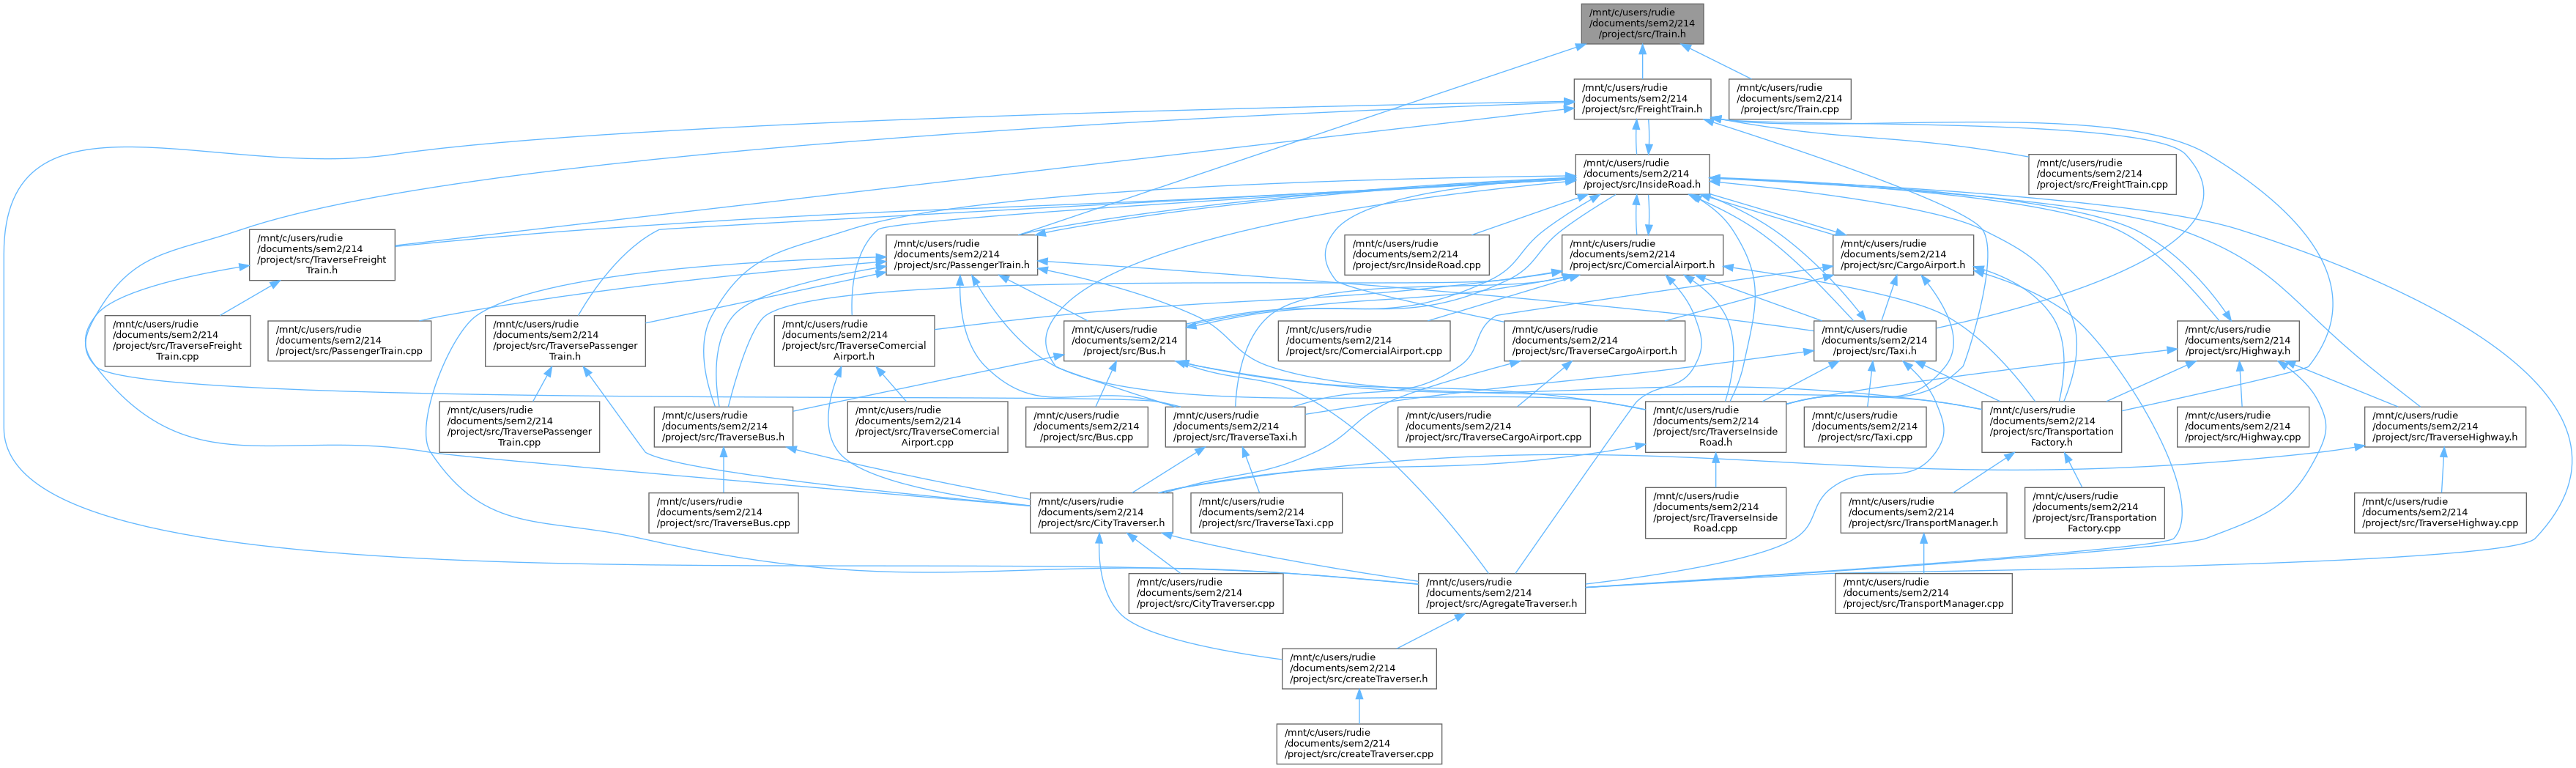 /mnt/c/users/rudie
/documents/sem2/214
/project/src/Train.h
/mnt/c/users/rudie
/documents/sem2/214
/project/src/FreightTrain.h
/mnt/c/users/rudie
/documents/sem2/214
/project/src/Train.cpp
/mnt/c/users/rudie
/documents/sem2/214
/project/src/InsideRoad.h
/mnt/c/users/rudie
/documents/sem2/214
/project/src/FreightTrain.cpp
/mnt/c/users/rudie
/documents/sem2/214
/project/src/TraverseFreight
Train.h
/mnt/c/users/rudie
/documents/sem2/214
/project/src/PassengerTrain.h
/mnt/c/users/rudie
/documents/sem2/214
/project/src/InsideRoad.cpp
/mnt/c/users/rudie
/documents/sem2/214
/project/src/ComercialAirport.h
/mnt/c/users/rudie
/documents/sem2/214
/project/src/CargoAirport.h
/mnt/c/users/rudie
/documents/sem2/214
/project/src/TraverseFreight
Train.cpp
/mnt/c/users/rudie
/documents/sem2/214
/project/src/PassengerTrain.cpp
/mnt/c/users/rudie
/documents/sem2/214
/project/src/TraversePassenger
Train.h
/mnt/c/users/rudie
/documents/sem2/214
/project/src/TraverseComercial
Airport.h
/mnt/c/users/rudie
/documents/sem2/214
/project/src/Bus.h
/mnt/c/users/rudie
/documents/sem2/214
/project/src/ComercialAirport.cpp
/mnt/c/users/rudie
/documents/sem2/214
/project/src/TraverseCargoAirport.h
/mnt/c/users/rudie
/documents/sem2/214
/project/src/Taxi.h
/mnt/c/users/rudie
/documents/sem2/214
/project/src/Highway.h
/mnt/c/users/rudie
/documents/sem2/214
/project/src/TraversePassenger
Train.cpp
/mnt/c/users/rudie
/documents/sem2/214
/project/src/TraverseBus.h
/mnt/c/users/rudie
/documents/sem2/214
/project/src/TraverseComercial
Airport.cpp
/mnt/c/users/rudie
/documents/sem2/214
/project/src/Bus.cpp
/mnt/c/users/rudie
/documents/sem2/214
/project/src/TraverseTaxi.h
/mnt/c/users/rudie
/documents/sem2/214
/project/src/TraverseCargoAirport.cpp
/mnt/c/users/rudie
/documents/sem2/214
/project/src/TraverseInside
Road.h
/mnt/c/users/rudie
/documents/sem2/214
/project/src/Taxi.cpp
/mnt/c/users/rudie
/documents/sem2/214
/project/src/Transportation
Factory.h
/mnt/c/users/rudie
/documents/sem2/214
/project/src/Highway.cpp
/mnt/c/users/rudie
/documents/sem2/214
/project/src/TraverseHighway.h
/mnt/c/users/rudie
/documents/sem2/214
/project/src/TraverseBus.cpp
/mnt/c/users/rudie
/documents/sem2/214
/project/src/CityTraverser.h
/mnt/c/users/rudie
/documents/sem2/214
/project/src/TraverseTaxi.cpp
/mnt/c/users/rudie
/documents/sem2/214
/project/src/TraverseInside
Road.cpp
/mnt/c/users/rudie
/documents/sem2/214
/project/src/TransportManager.h
/mnt/c/users/rudie
/documents/sem2/214
/project/src/Transportation
Factory.cpp
/mnt/c/users/rudie
/documents/sem2/214
/project/src/TraverseHighway.cpp
/mnt/c/users/rudie
/documents/sem2/214
/project/src/CityTraverser.cpp
/mnt/c/users/rudie
/documents/sem2/214
/project/src/AgregateTraverser.h
/mnt/c/users/rudie
/documents/sem2/214
/project/src/TransportManager.cpp
/mnt/c/users/rudie
/documents/sem2/214
/project/src/createTraverser.h
/mnt/c/users/rudie
/documents/sem2/214
/project/src/createTraverser.cpp